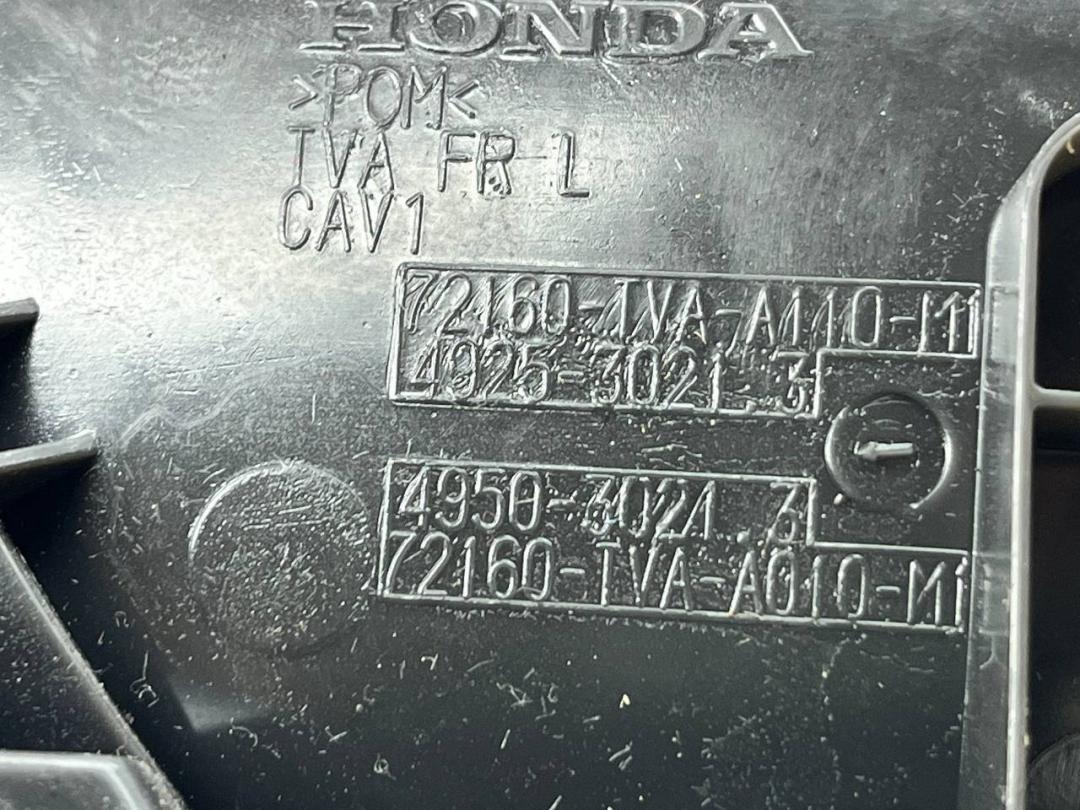 HONDA
>POM<
TVA FR L
CAV1
72160-TVA-A110-M1
4925-3021.3
4950-3021.3
72160-TVA-A010-M1